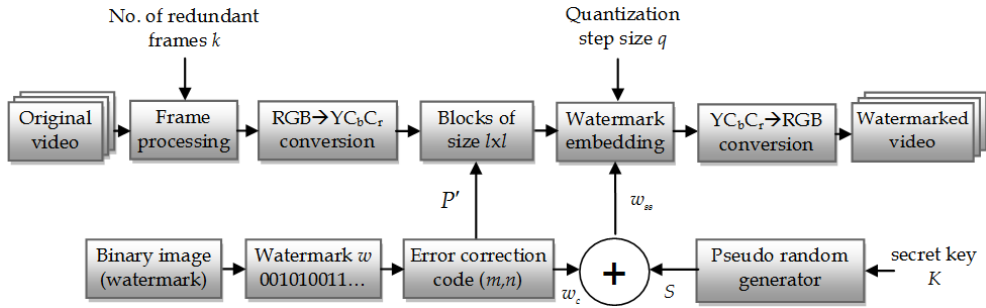 No. of redundant
frames k
Quantization
step size q
Original
video
Frame
processing
RGB→YCbCr
conversion
Blocks of
size lxl
Watermark
embedding
YCbCr→RGB
conversion
Watermarked
video
P'
wss
Binary image
(watermark)
Watermark w
001010011...
Error correction
code (m,n)
wc
+
S
Pseudo random
generator
secret key
K